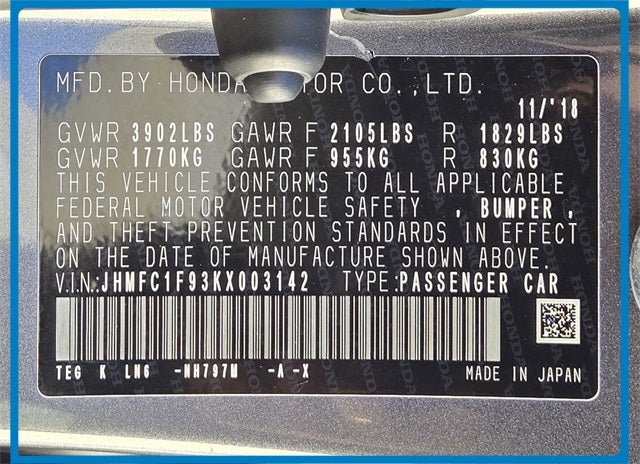 MFD. BY HONDA MOTOR CO.,LTD.
11/'18
GVWR 3902LBS GAWR F 2105LBS R 1829LBS
GVWR 1770KG GAWR F 955KG R 830KG
THIS VEHICLE CONFORMS TO ALL APPLICABLE
FEDERAL MOTOR VEHICLE SAFETY , BUMPER ,
AND THEFT PREVENTION STANDARDS IN EFFECT
ON THE DATE OF MANUFACTURE SHOWN ABOVE.
V.I.N.:JHMFC1F93KX003142 TYPE:PASSENGER CAR
TEG K LN6 -NH797M -A -X
MADE IN JAPAN